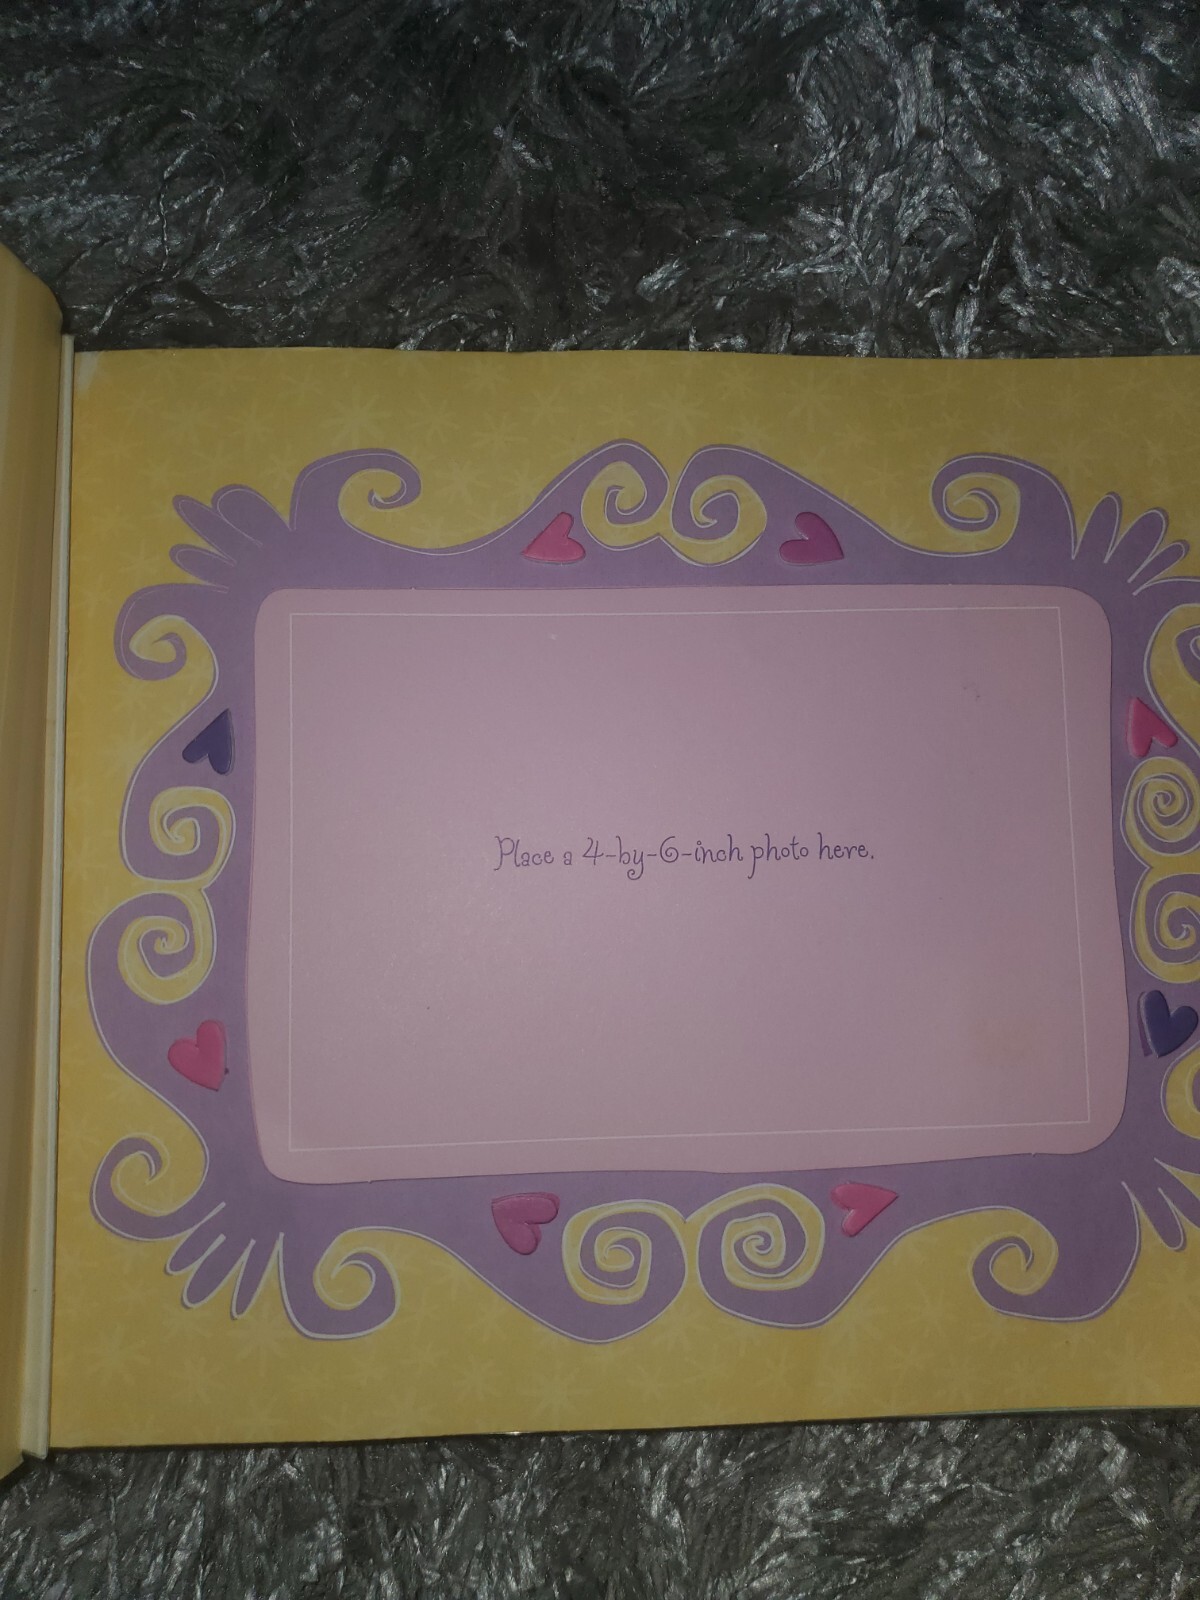 Place a 4-by-6-inch photo here.